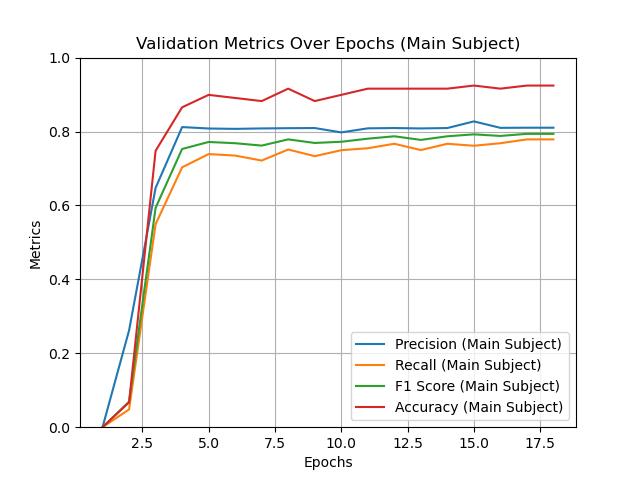 Validation Metrics Over Epochs (Main Subject)
1.0
0.8
0.6
0.4
0.2
0.0
Metrics
Precision (Main Subject)
Recall (Main Subject)
F1 Score (Main Subject)
Accuracy (Main Subject)
2.5 5.0 7.5 10.0 12.5 15.0 17.5
Epochs